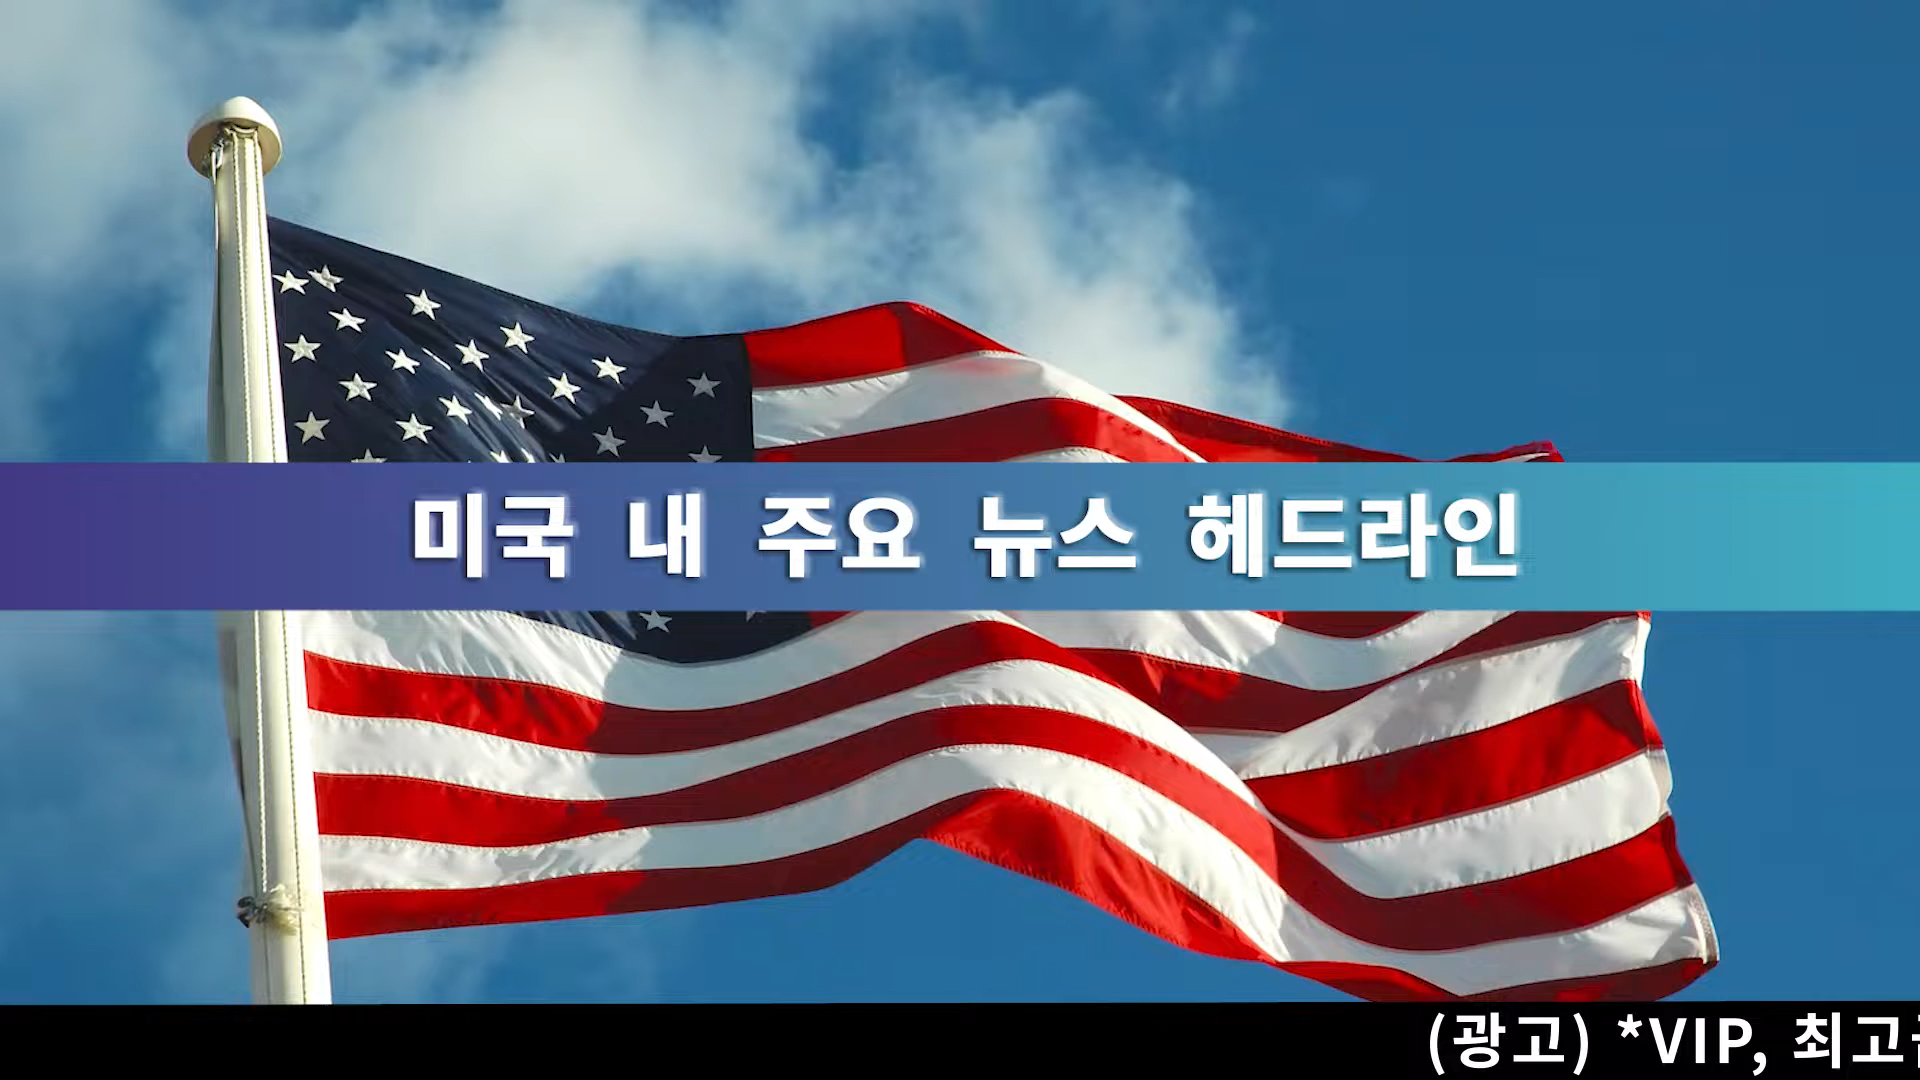 미국 내 주요 뉴스 헤드라인
(광고) *VIP, 최고